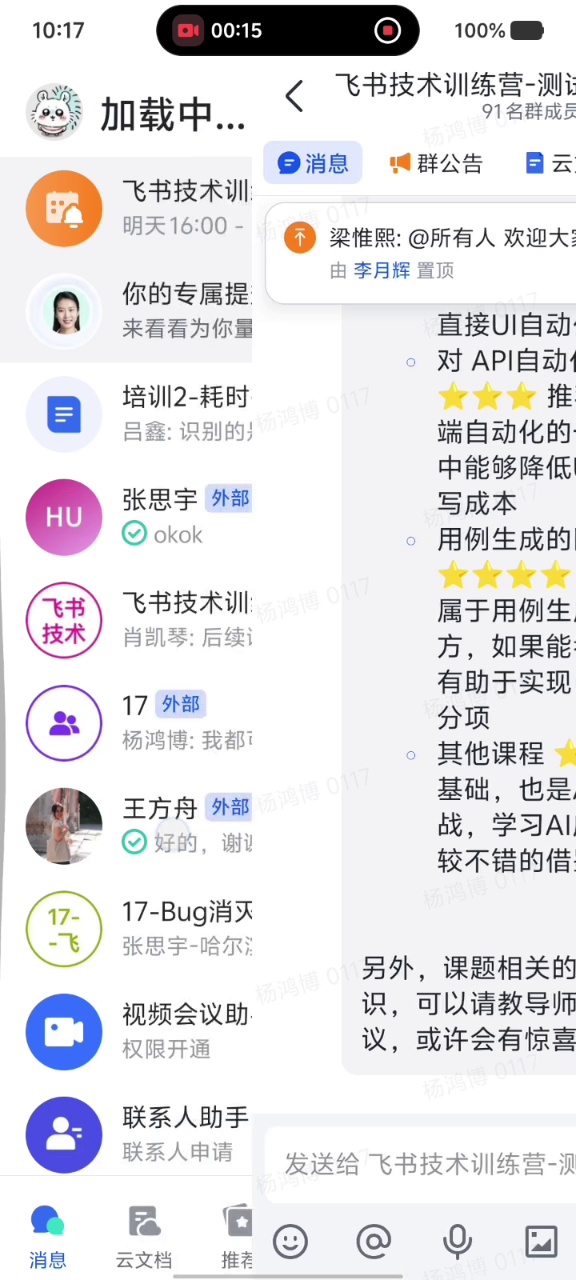 10:17
00:15
100%
加载中...
飞书技术训
明天16:00 -
你的专属提
来看看为你量
培训2-耗时
吕鑫: 识别的
张思宇 外部
okok
HU
飞书技术训
肖凯琴: 后续
飞书
技术
17 外部
杨鸿博: 我都
王方舟 外部
好的，谢
17-Bug消灭
张思宇-哈尔滨
17-
-飞
视频会议助
权限开通
联系人助手
联系人申请
消息
云文档
推荐
飞书技术训练营-测试
91名群成员
消息
群公告
云
梁惟熙: @所有人 欢迎大家
由 李月辉 置顶
直接UI自动化
对 API自动化
⭐⭐⭐ 推
端自动化的
中能够降低
写成本
用例生成的
⭐⭐⭐⭐
属于用例生
方，如果能
有助于实现
分项
其他课程 ⭐
基础，也是A
战，学习AI
较不错的借
另外，课题相关的
识，可以请教导师
议，或许会有惊喜
发送给 飞书技术训练营-测
杨鸿博 0117